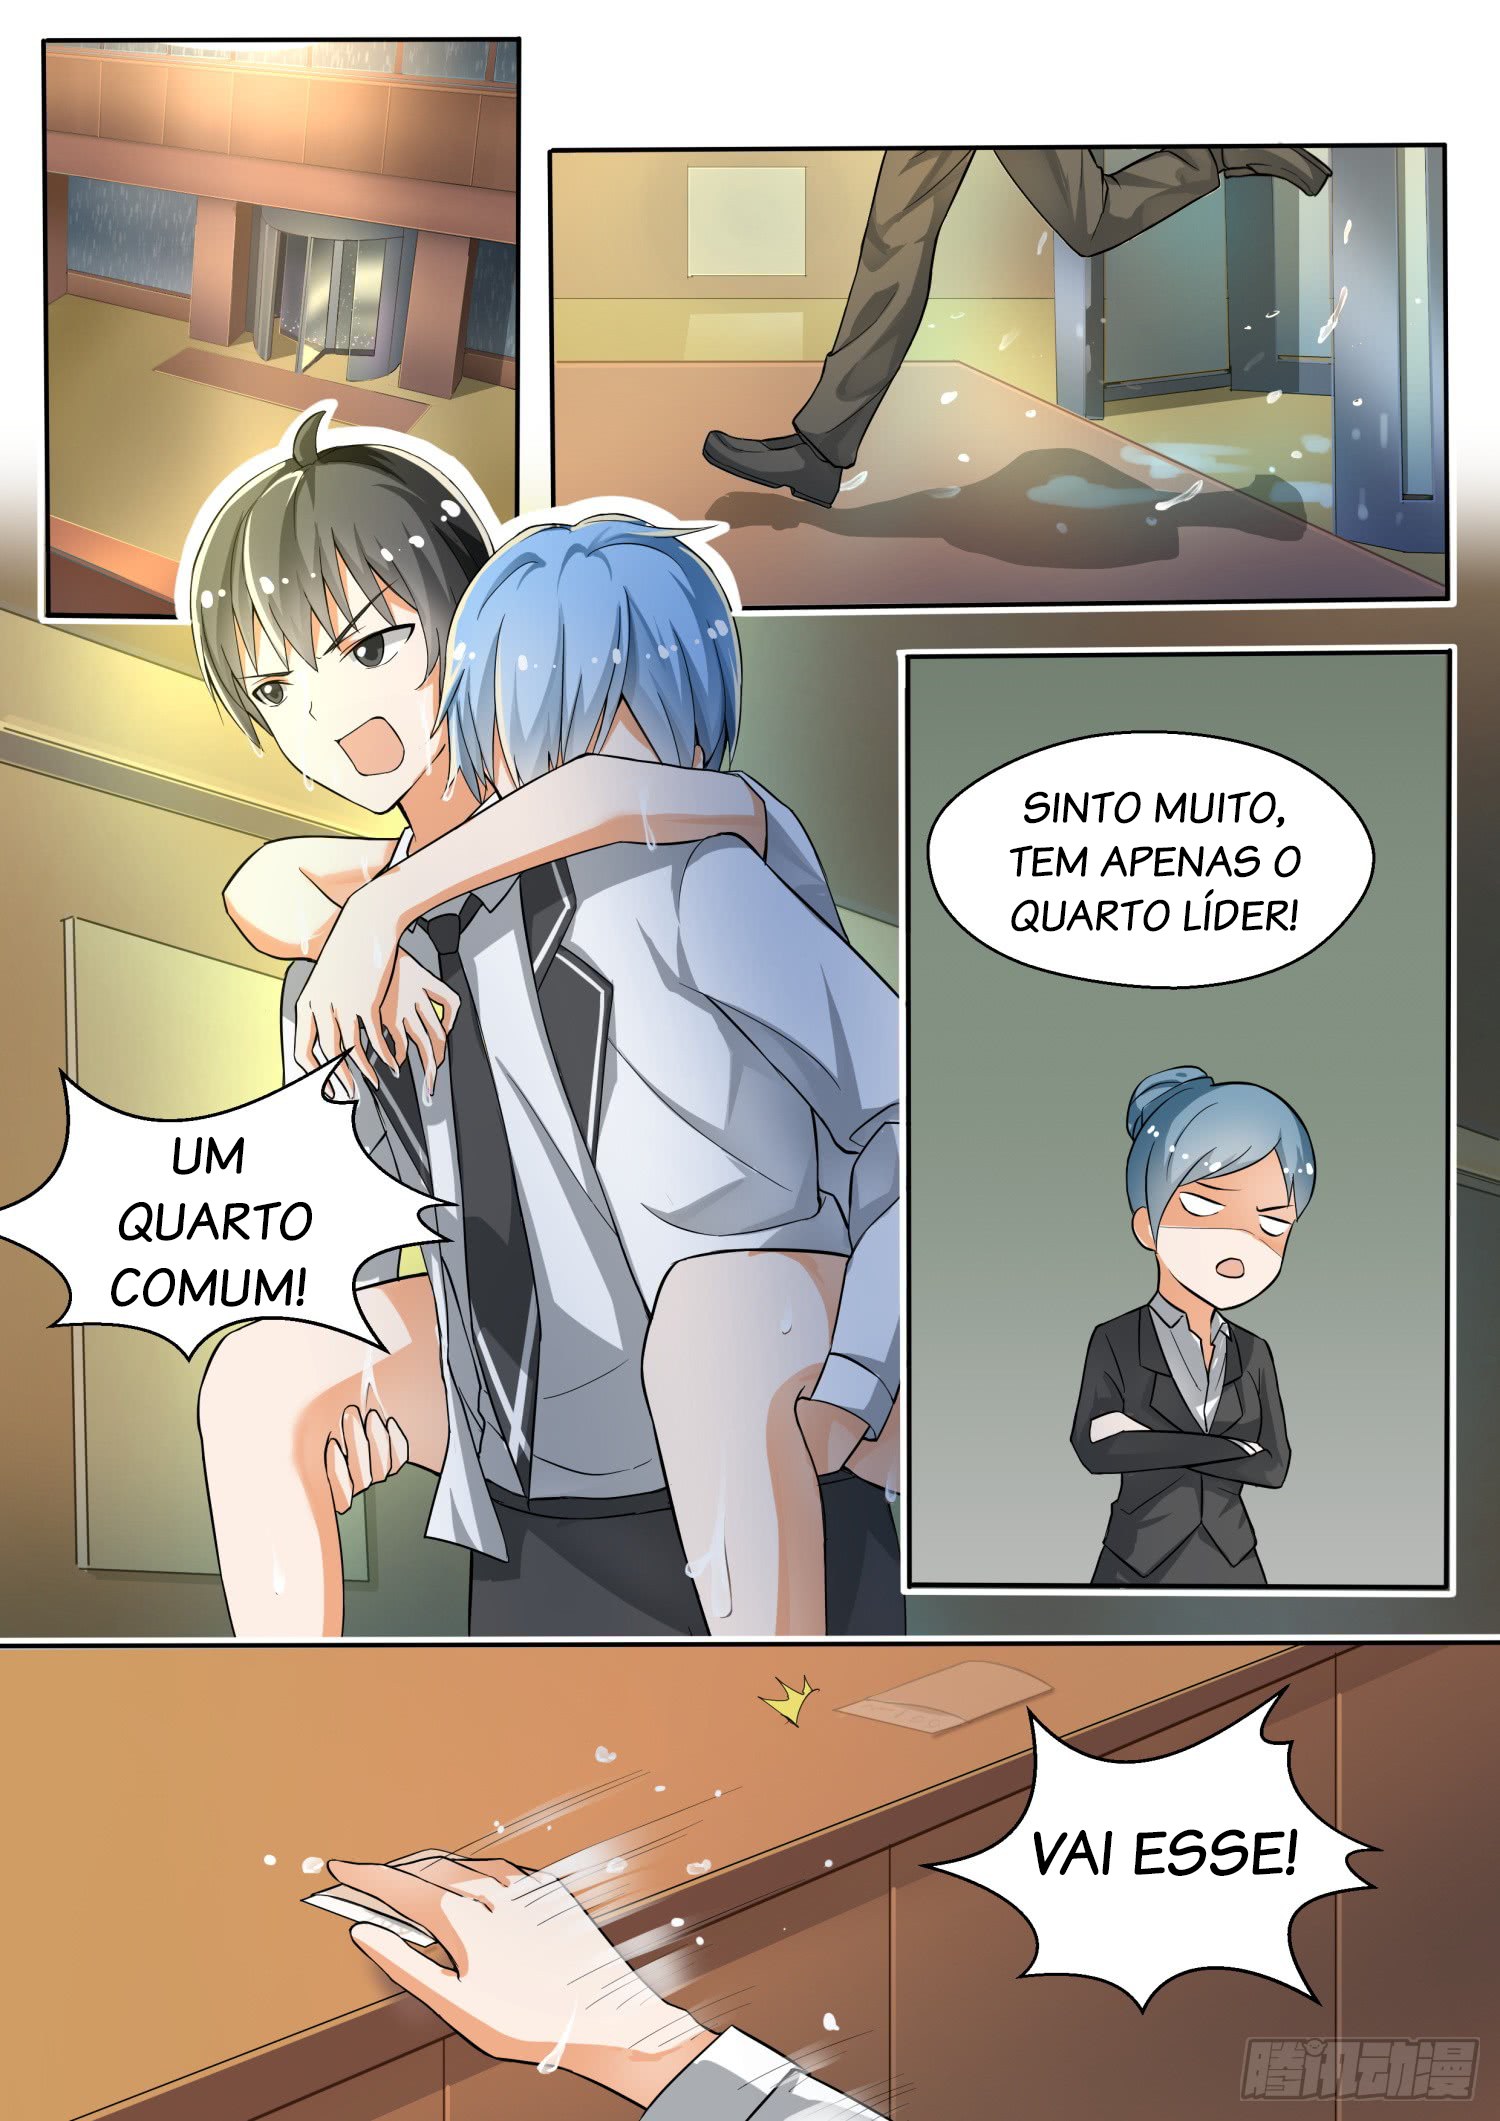 SINTO MUITO,
TEM APENAS O
QUARTO LÍDER!
UM
QUARTO
COMUM!
VAI ESSE!
腾讯动漫